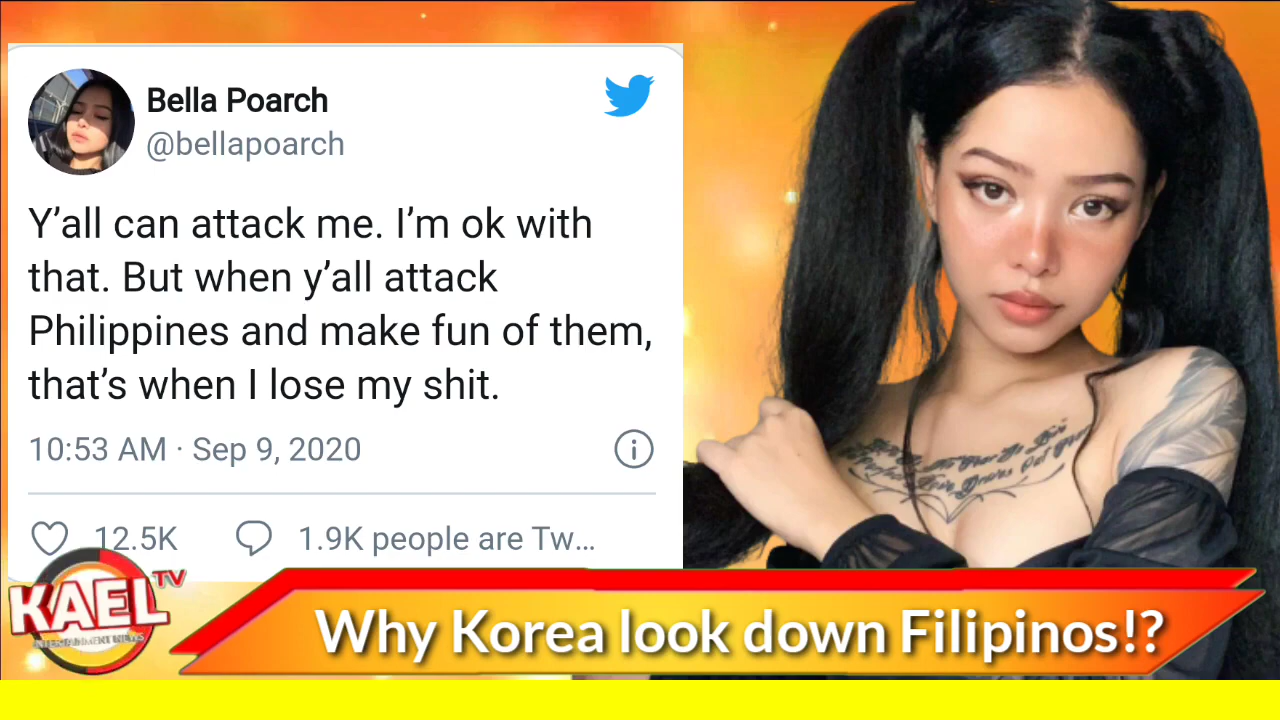 Bella Poarch
@bellapoarch
Y’all can attack me. I’m ok with
that. But when y’all attack
Philippines and make fun of them,
that’s when I lose my shit.
10:53 AM · Sep 9, 2020
12.5K 1.9K people are Tw...
KAEL TV
ENTERTAINMENT NEWS
Why Korea look down Filipinos!?